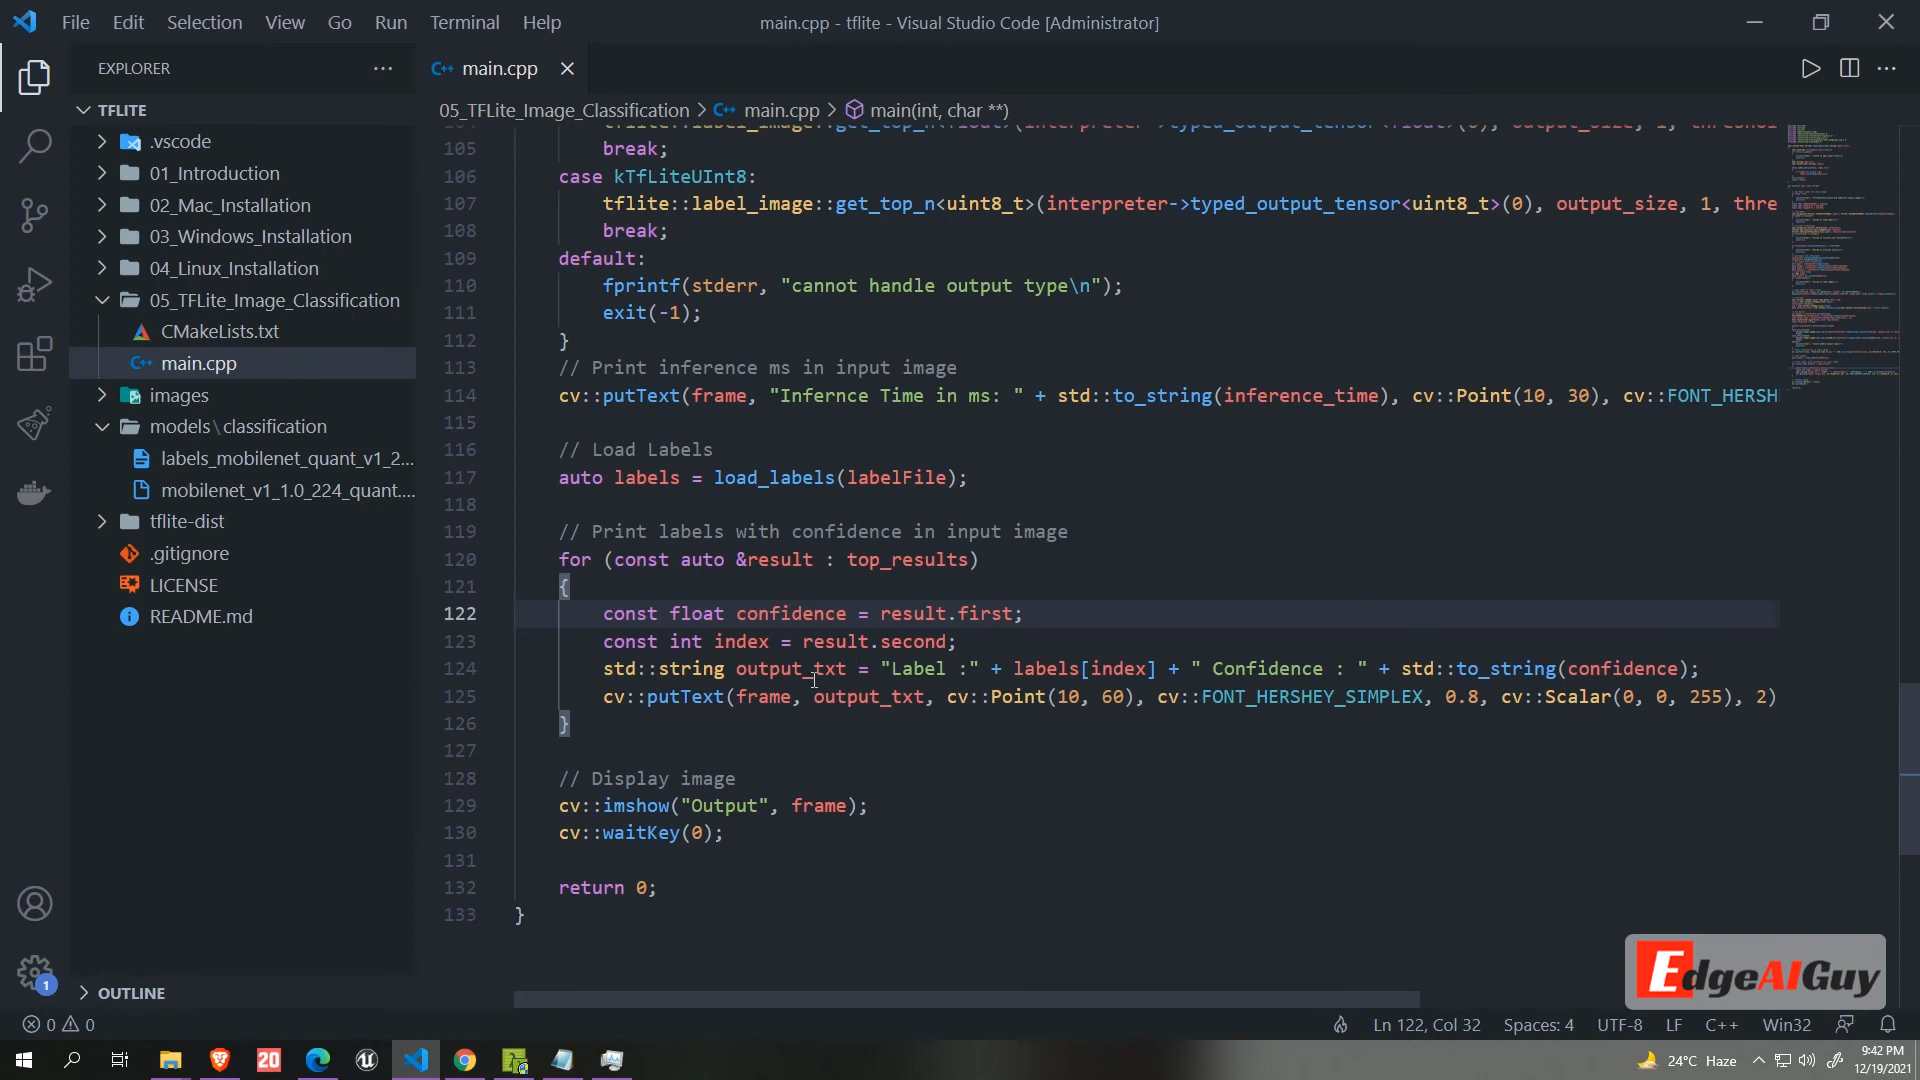 File Edit Selection View Go Run Terminal Help
main.cpp - tflite - Visual Studio Code [Administrator]
EXPLORER
TFLITE
.vscode
01_Introduction
02_Mac_Installation
03_Windows_Installation
04_Linux_Installation
05_TFLite_Image_Classification
CMakeLists.txt
main.cpp
images
models\classification
labels_mobilenet_quant_v1_2...
mobilenet_v1_1.0_224_quant....
tflite-dist
.gitignore
LICENSE
README.md
OUTLINE
main.cpp
05_TFLite_Image_Classification > main.cpp > main(int, char **)
105 break;
106 case kTfLiteUInt8:
107 tflite::label_image::get_top_n<uint8_t>(interpreter->typed_output_tensor<uint8_t>(0), output_size, 1, thre
108 break;
109 default:
110 fprintf(stderr, "cannot handle output type\n");
111 exit(-1);
112 }
113 // Print inference ms in input image
114 cv::putText(frame, "Infernce Time in ms: " + std::to_string(inference_time), cv::Point(10, 30), cv::FONT_HERSH
115
116 // Load Labels
117 auto labels = load_labels(labelFile);
118
119 // Print labels with confidence in input image
120 for (const auto &result : top_results)
121 {
122 const float confidence = result.first;
123 const int index = result.second;
124 std::string output_txt = "Label :" + labels[index] + " Confidence : " + std::to_string(confidence);
125 cv::putText(frame, output_txt, cv::Point(10, 60), cv::FONT_HERSHEY_SIMPLEX, 0.8, cv::Scalar(0, 0, 255), 2)
126 }
127
128 // Display image
129 cv::imshow("Output", frame);
130 cv::waitKey(0);
131
132 return 0;
133 }
EdgeAIGuy
1
0 0
Ln 122, Col 32 Spaces: 4 UTF-8 LF C++ Win32
20
24°C Haze
9:42 PM
12/19/2021